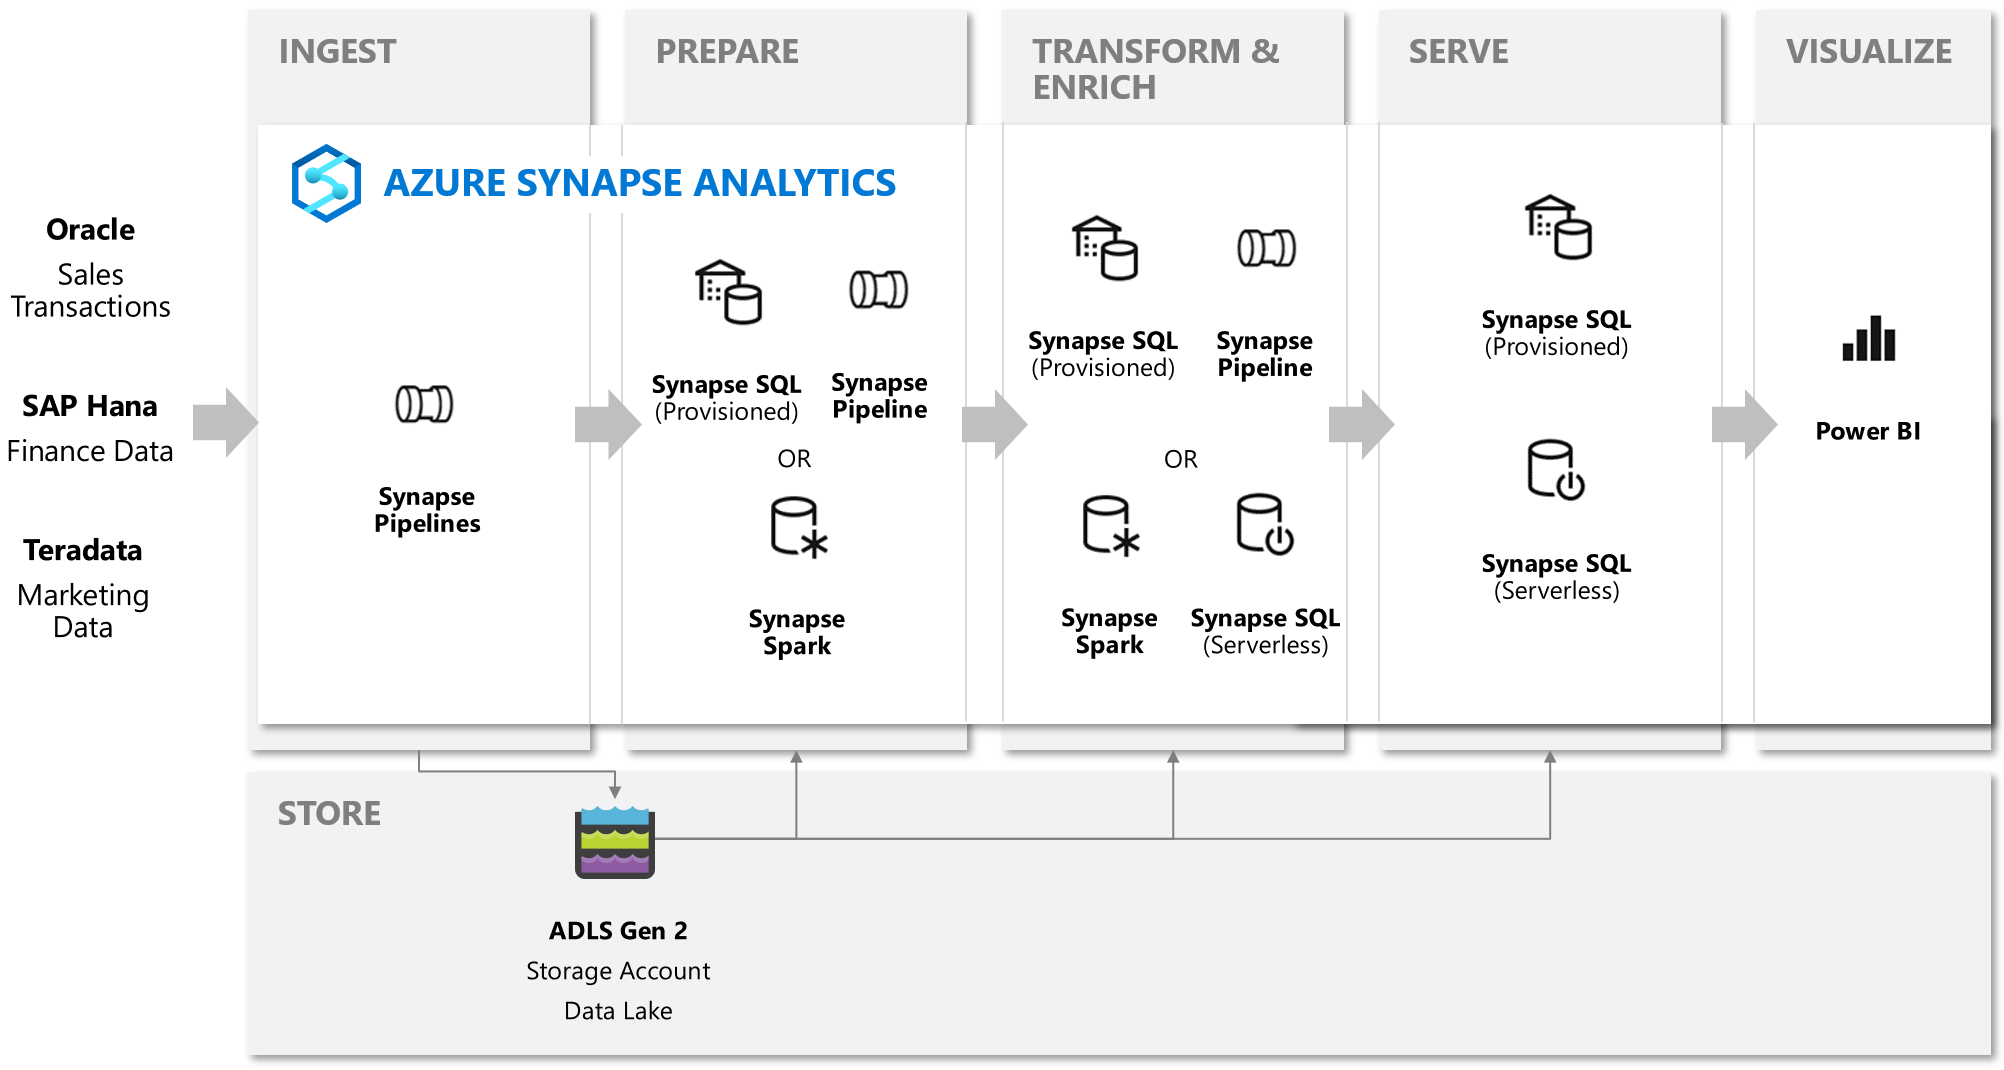 INGEST
PREPARE
TRANSFORM &
ENRICH
SERVE
VISUALIZE
AZURE SYNAPSE ANALYTICS
Oracle
Sales
Transactions
SAP Hana
Finance Data
Teradata
Marketing
Data
Synapse
Pipelines
Synapse SQL
(Provisioned)
Synapse
Pipeline
OR
Synapse
Spark
Synapse SQL
(Provisioned)
Synapse
Pipeline
OR
Synapse
Spark
Synapse SQL
(Serverless)
Synapse SQL
(Provisioned)
Synapse SQL
(Serverless)
Power BI
STORE
ADLS Gen 2
Storage Account
Data Lake